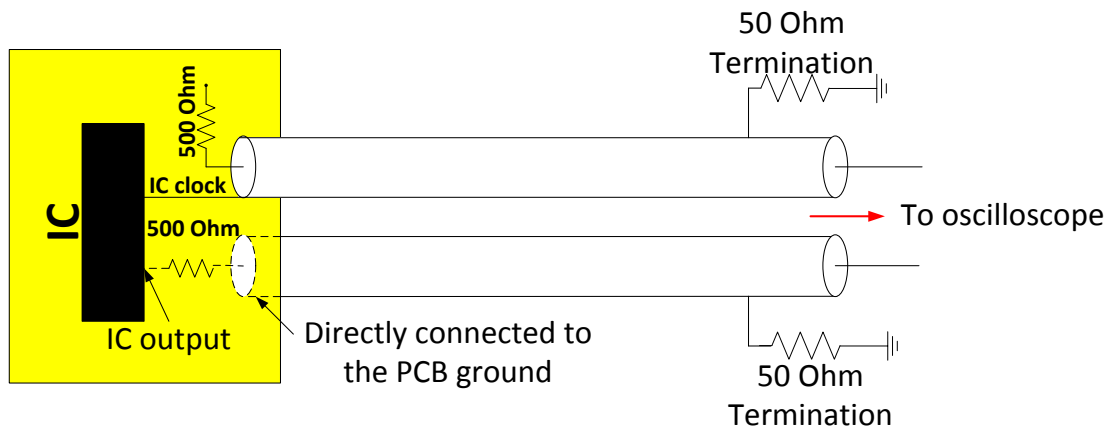 50 Ohm
Termination
500 Ohm
IC clock
IC
500 Ohm
To oscilloscope
IC output
Directly connected to
the PCB ground
50 Ohm
Termination